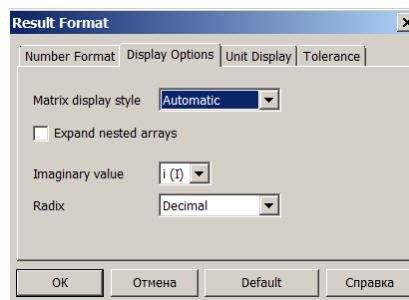 Result Format
Number Format Display Options Unit Display Tolerance
Matrix display style Automatic
Expand nested arrays
Imaginary value i (I)
Radix Decimal
OK Отмена Default Справка